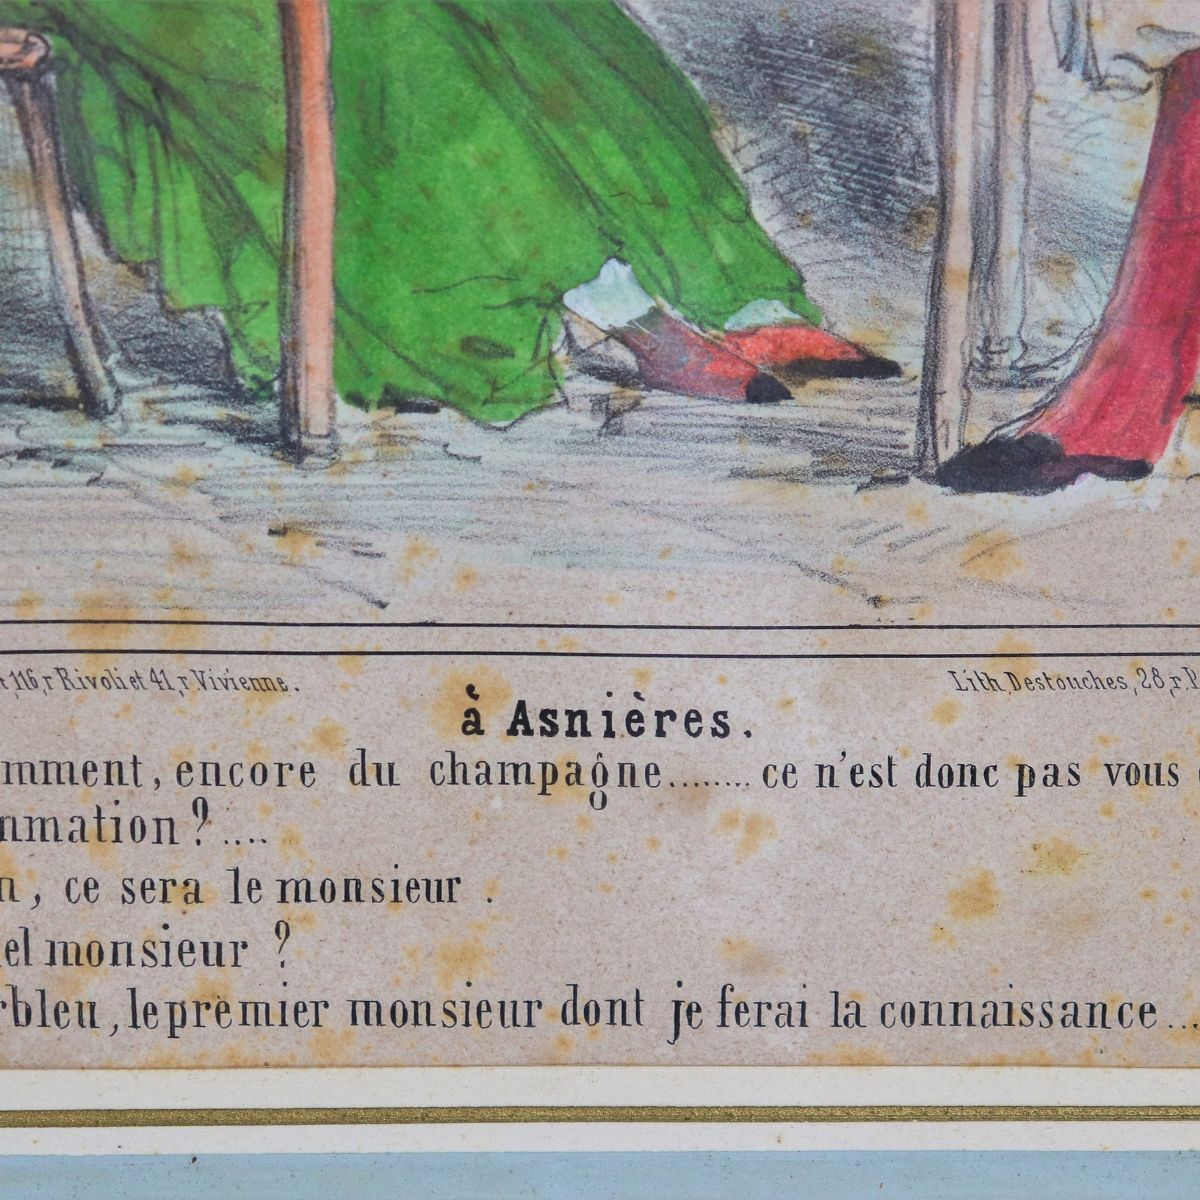 116, r Rivoli et 41, r Vivienne.
Lith. Destouches, 28, r. P
à Asnières.
mment, encore du champagne........ ce n'est donc pas vous
nmation ?....
n, ce sera le monsieur .
el monsieur ?
rbleu, le prèmier monsieur dont je ferai la connaissance...